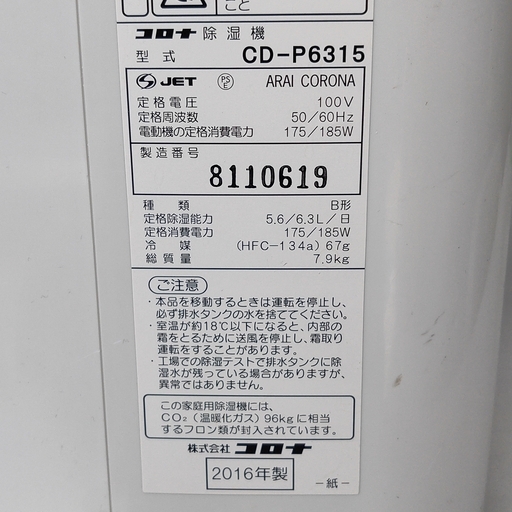 こと
コロナ 除湿機
型式 CD-P6315
JET PS E ARAI CORONA
定格電圧 100V
定格周波数 50/60Hz
電動機の定格消費電力 175/185W
製造番号
8110619
種類 B形
定格除湿能力 5.6/6.3L/日
定格消費電力 175/185W
冷媒 (HFC-134a) 67g
総質量 7.9kg
ご注意
・本品を移動するときは運転を停止し、
必ず排水タンクの水を捨ててください。
・室温が約18℃以下になると、内部の
霜をとるために送風を停止し、霜取り
運転をすることがあります。
・工場での除湿テストで排水タンクに除
湿水が残っている場合がありますが、
異常ではありません。
この家庭用除湿機には、
CO₂（温暖化ガス）96kgに相当
するフロン類が封入されています。
株式会社 コロナ
2016年製
－紙－